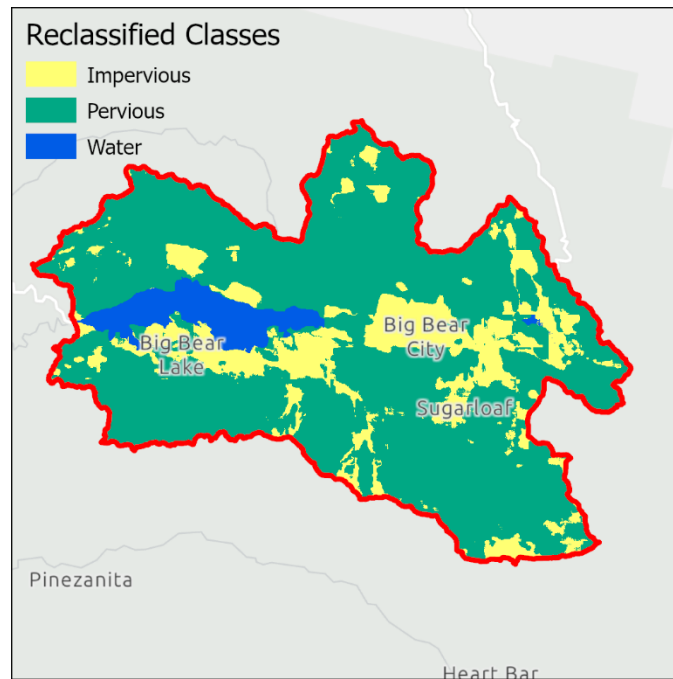 Reclassified Classes
Impervious
Pervious
Water
Big Bear
City
Big Bear
Lake
Sugarloaf
Pinezanita
Heart Bar